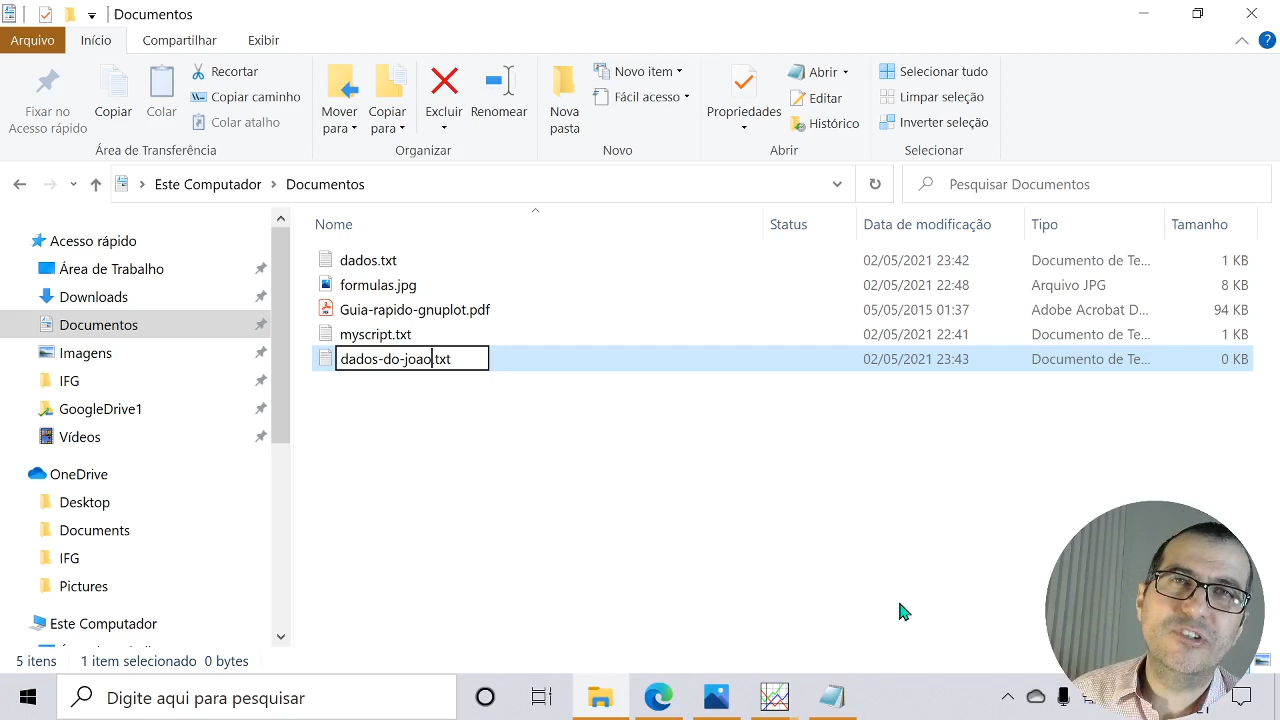 Documentos
Arquivo Início Compartilhar Exibir
Fixar no Acesso rápido
Copiar
Colar
Recortar
Copiar caminho
Colar atalho
Área de Transferência
Mover para
Copiar para
Excluir
Renomear
Organizar
Nova pasta
Novo item
Fácil acesso
Novo
Propriedades
Abrir
Editar
Histórico
Abrir
Selecionar tudo
Limpar seleção
Inverter seleção
Selecionar
Este Computador > Documentos
Pesquisar Documentos
Acesso rápido
Área de Trabalho
Downloads
Documentos
Imagens
IFG
GoogleDrive1
Vídeos
OneDrive
Desktop
Documents
IFG
Pictures
Este Computador
Nome Status Data de modificação Tipo Tamanho
dados.txt 02/05/2021 23:42 Documento de Te... 1 KB
formulas.jpg 02/05/2021 22:48 Arquivo JPG 8 KB
Guia-rapido-gnuplot.pdf 05/05/2015 01:37 Adobe Acrobat D... 94 KB
myscript.txt 02/05/2021 22:41 Documento de Te... 1 KB
dados-do-joao.txt 02/05/2021 23:43 Documento de Te... 0 KB
5 itens 1 item selecionado 0 bytes
Digite aqui para pesquisar